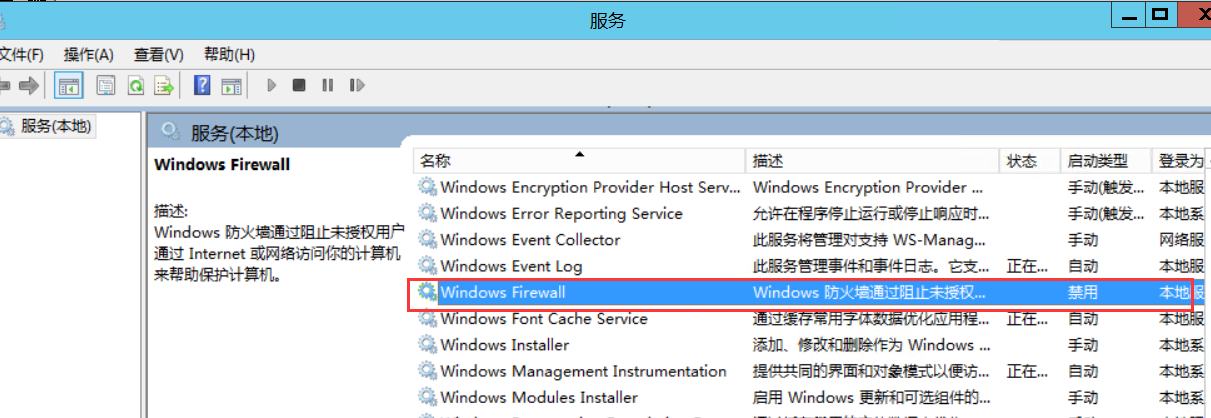 服务
文件(F) 操作(A) 查看(V) 帮助(H)
服务(本地)
服务(本地)
Windows Firewall
描述:
Windows 防火墙通过阻止未授权用户
通过 Internet 或网络访问你的计算机
来帮助保护计算机。
名称 描述 状态 启动类型 登录为
Windows Encryption Provider Host Serv... Windows Encryption Provider ... 手动(触发... 本地服
Windows Error Reporting Service 允许在程序停止运行或停止响应时... 手动(触发... 本地系
Windows Event Collector 此服务将管理对支持 WS-Manag... 手动 网络服
Windows Event Log 此服务管理事件和事件日志。它支... 正在... 自动 本地服
Windows Firewall Windows 防火墙通过阻止未授权... 禁用 本地服
Windows Font Cache Service 通过缓存常用字体数据优化应用程... 正在... 自动 本地服
Windows Installer 添加、修改和删除作为 Windows ... 手动 本地系
Windows Management Instrumentation 提供共同的界面和对象模式以便访... 正在... 自动 本地系
Windows Modules Installer 启用 Windows 更新和可选组件的... 手动 本地系